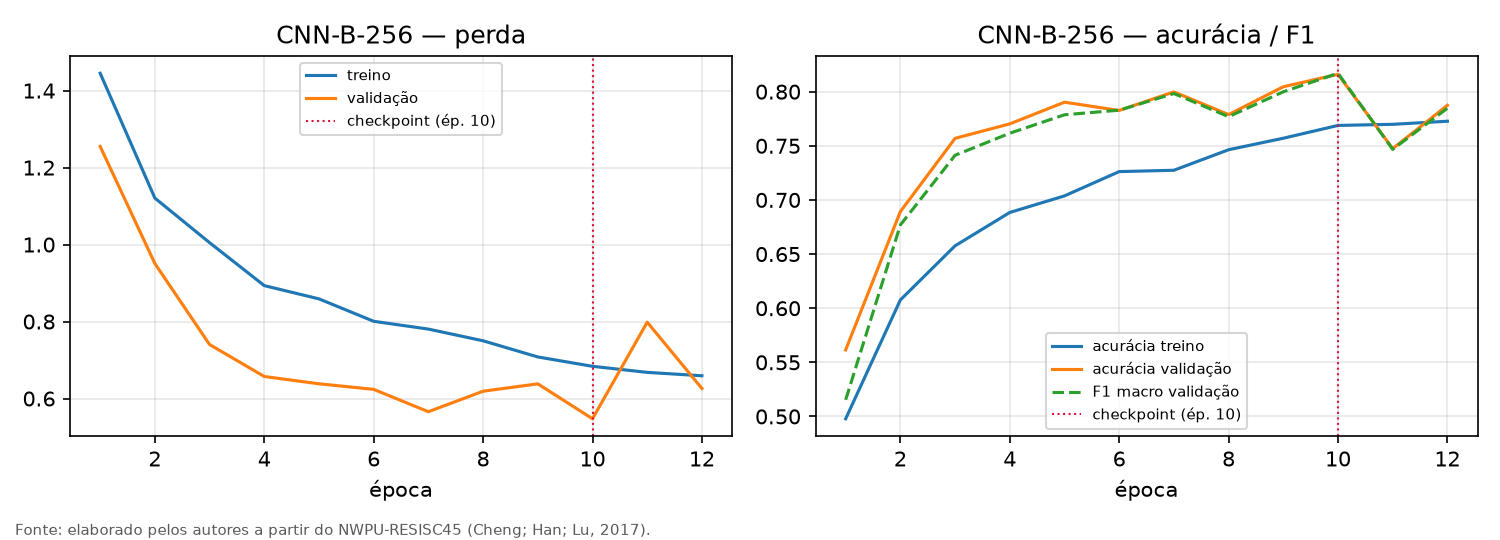 CNN-B-256 — perda
1.4
1.2
1.0
0.8
0.6
treino
validação
checkpoint (ép. 10)
2 4 6 8 10 12
época
CNN-B-256 — acurácia / F1
0.80
0.75
0.70
0.65
0.60
0.55
0.50
acurácia treino
acurácia validação
F1 macro validação
checkpoint (ép. 10)
2 4 6 8 10 12
época
Fonte: elaborado pelos autores a partir do NWPU-RESISC45 (Cheng; Han; Lu, 2017).